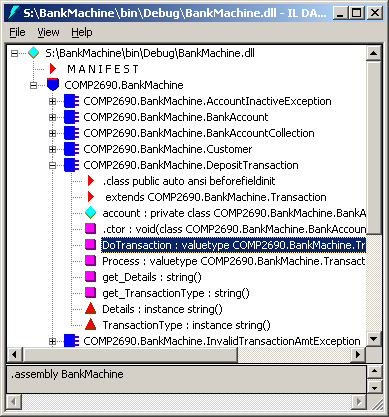 S:\BankMachine\bin\Debug\BankMachine.dll - IL DA...
File View Help
S:\BankMachine\bin\Debug\BankMachine.dll
M A N I F E S T
COMP2690.BankMachine
COMP2690.BankMachine.AccountInactiveException
COMP2690.BankMachine.BankAccount
COMP2690.BankMachine.BankAccountCollection
COMP2690.BankMachine.Customer
COMP2690.BankMachine.DepositTransaction
.class public auto ansi beforefieldinit
extends COMP2690.BankMachine.Transaction
account : private class COMP2690.BankMachine.BankA
.ctor : void(class COMP2690.BankMachine.BankAccoun
DoTransaction : valuetype COMP2690.BankMachine.Tr
Process : valuetype COMP2690.BankMachine.Transact
get_Details : string()
get_TransactionType : string()
Details : instance string()
TransactionType : instance string()
COMP2690.BankMachine.InvalidTransactionAmtException
.assembly BankMachine